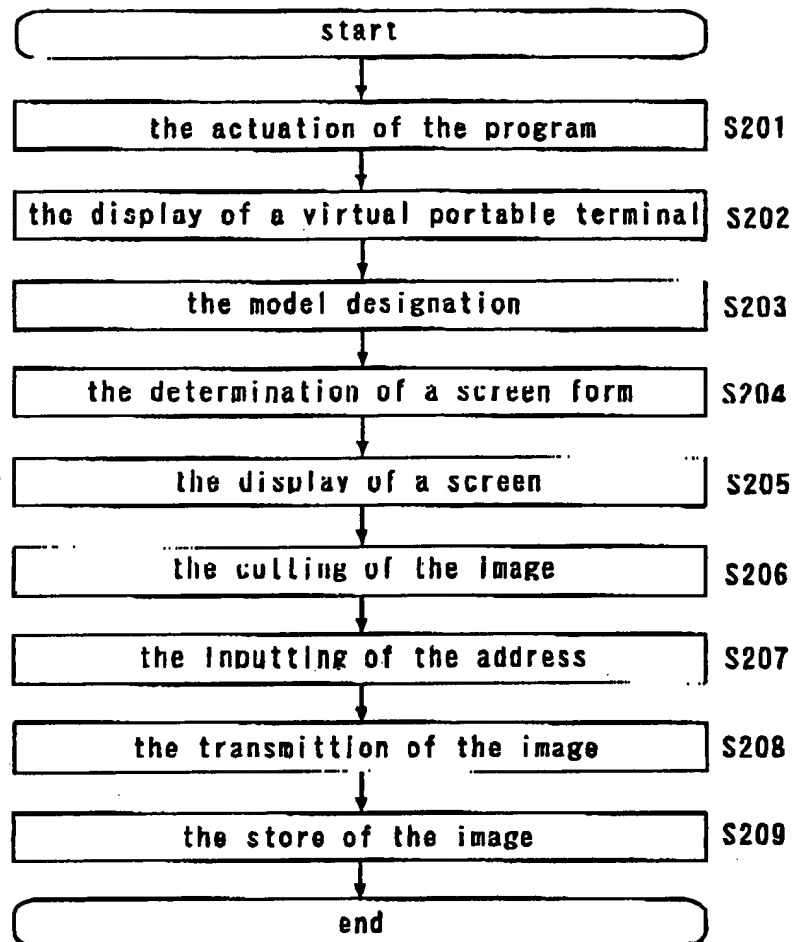 start
the actuation of the program S201
the display of a virtual portable terminal S202
the model designation S203
the determination of a screen form S204
the display of a screen S205
the culling of the image S206
the inputting of the address S207
the transmittion of the image S208
the store of the image S209
end